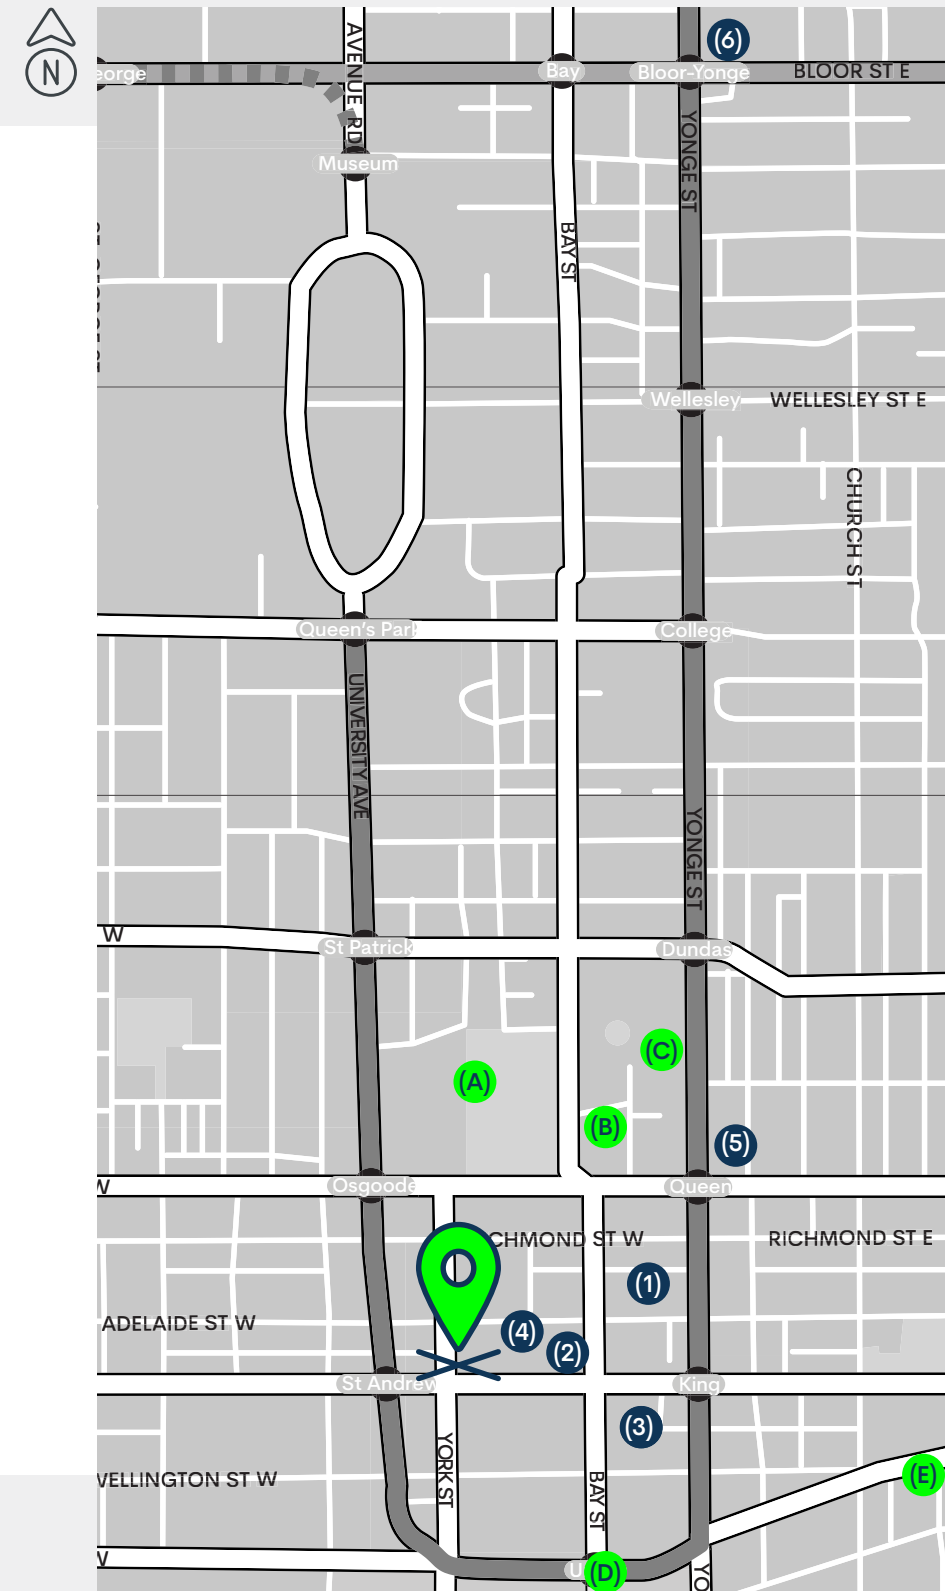 N
AVENUE RD
(6)
eorge
Bay
Bloor-Yonge
BLOOR ST E
YONGE ST
Museum
BAY ST
Wellesley
WELLESLEY ST E
CHURCH ST
Queen's Park
College
UNIVERSITY AVE
YONGE ST
W
St Patrick
Dundas
(C)
(A)
(B)
(5)
W
Osgoode
Queen
CHMOND ST W
RICHMOND ST E
(1)
ADELAIDE ST W
(4)
(2)
St Andrew
King
(3)
YORK ST
BAY ST
(E)
WELLINGTON ST W
W
U
(D)
YO